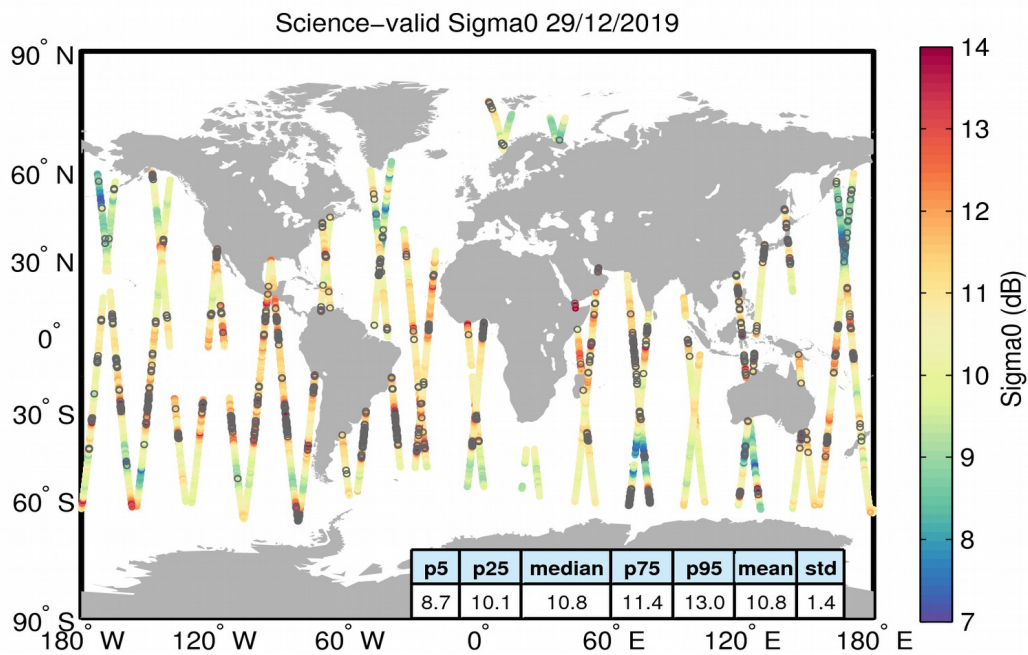 Science-valid Sigma0 29/12/2019
90° N
60° N
30° N
0°
30° S
60° S
90° S
180° W
120° W
60° W
0°
60° E
120° E
180° E
14
13
12
11
10
9
8
7
Sigma0 (dB)
p5 p25 median p75 p95 mean std
8.7 10.1 10.8 11.4 13.0 10.8 1.4